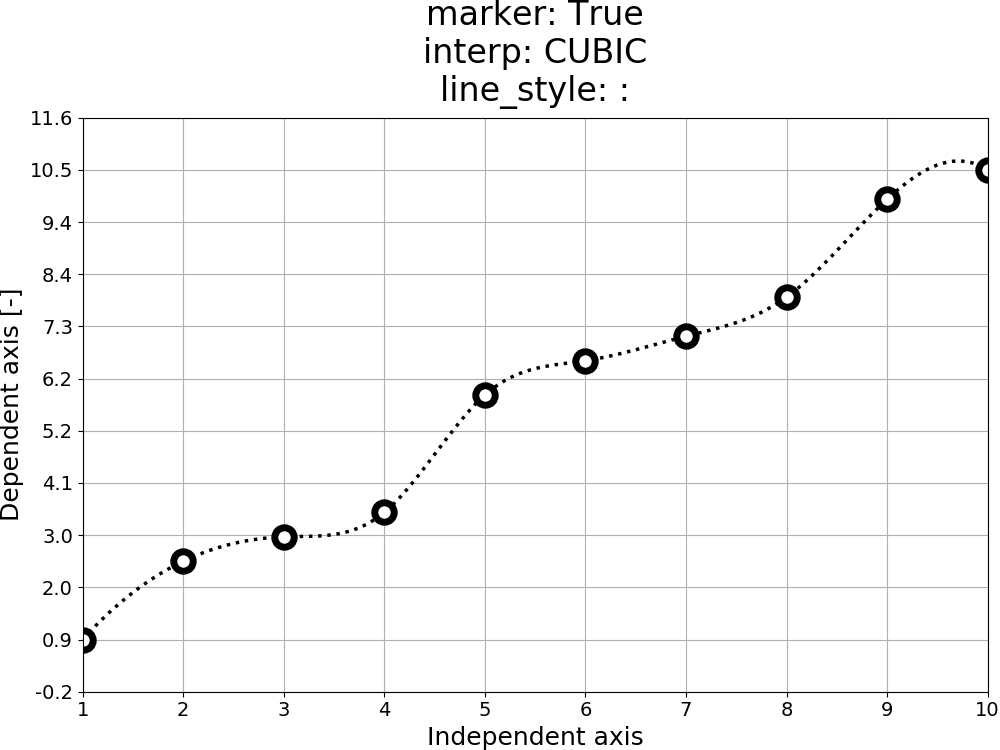 marker: True
interp: CUBIC
line_style: :
11.6
10.5
9.4
8.4
7.3
6.2
5.2
4.1
3.0
2.0
0.9
-0.2
Dependent axis [-]
1 2 3 4 5 6 7 8 9 10
Independent axis